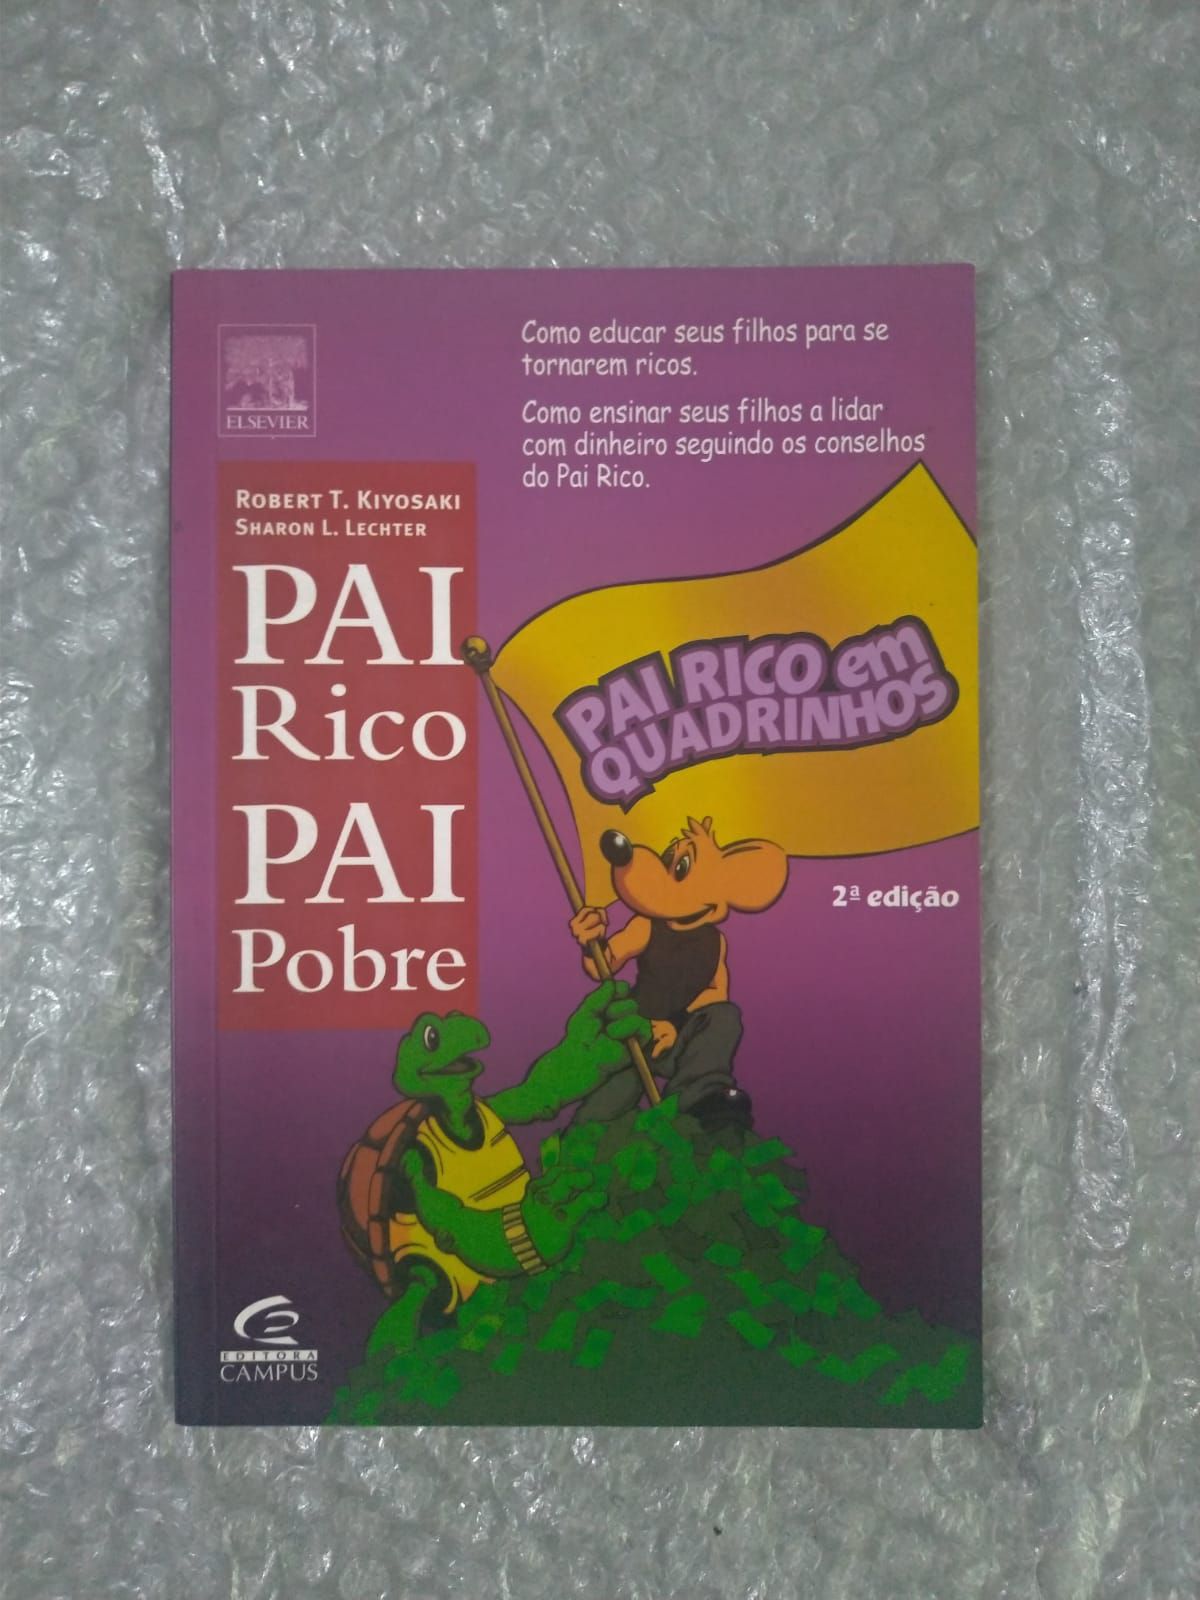 Como educar seus filhos para se
tornarem ricos.
Como ensinar seus filhos a lidar
com dinheiro seguindo os conselhos
do Pai Rico.
ELSEVIER
ROBERT T. KIYOSAKI
SHARON L. LECHTER
PAI
Rico
PAI
Pobre
PAI RICO em
QUADRINHOS
2ª edição
EDITORA
CAMPUS